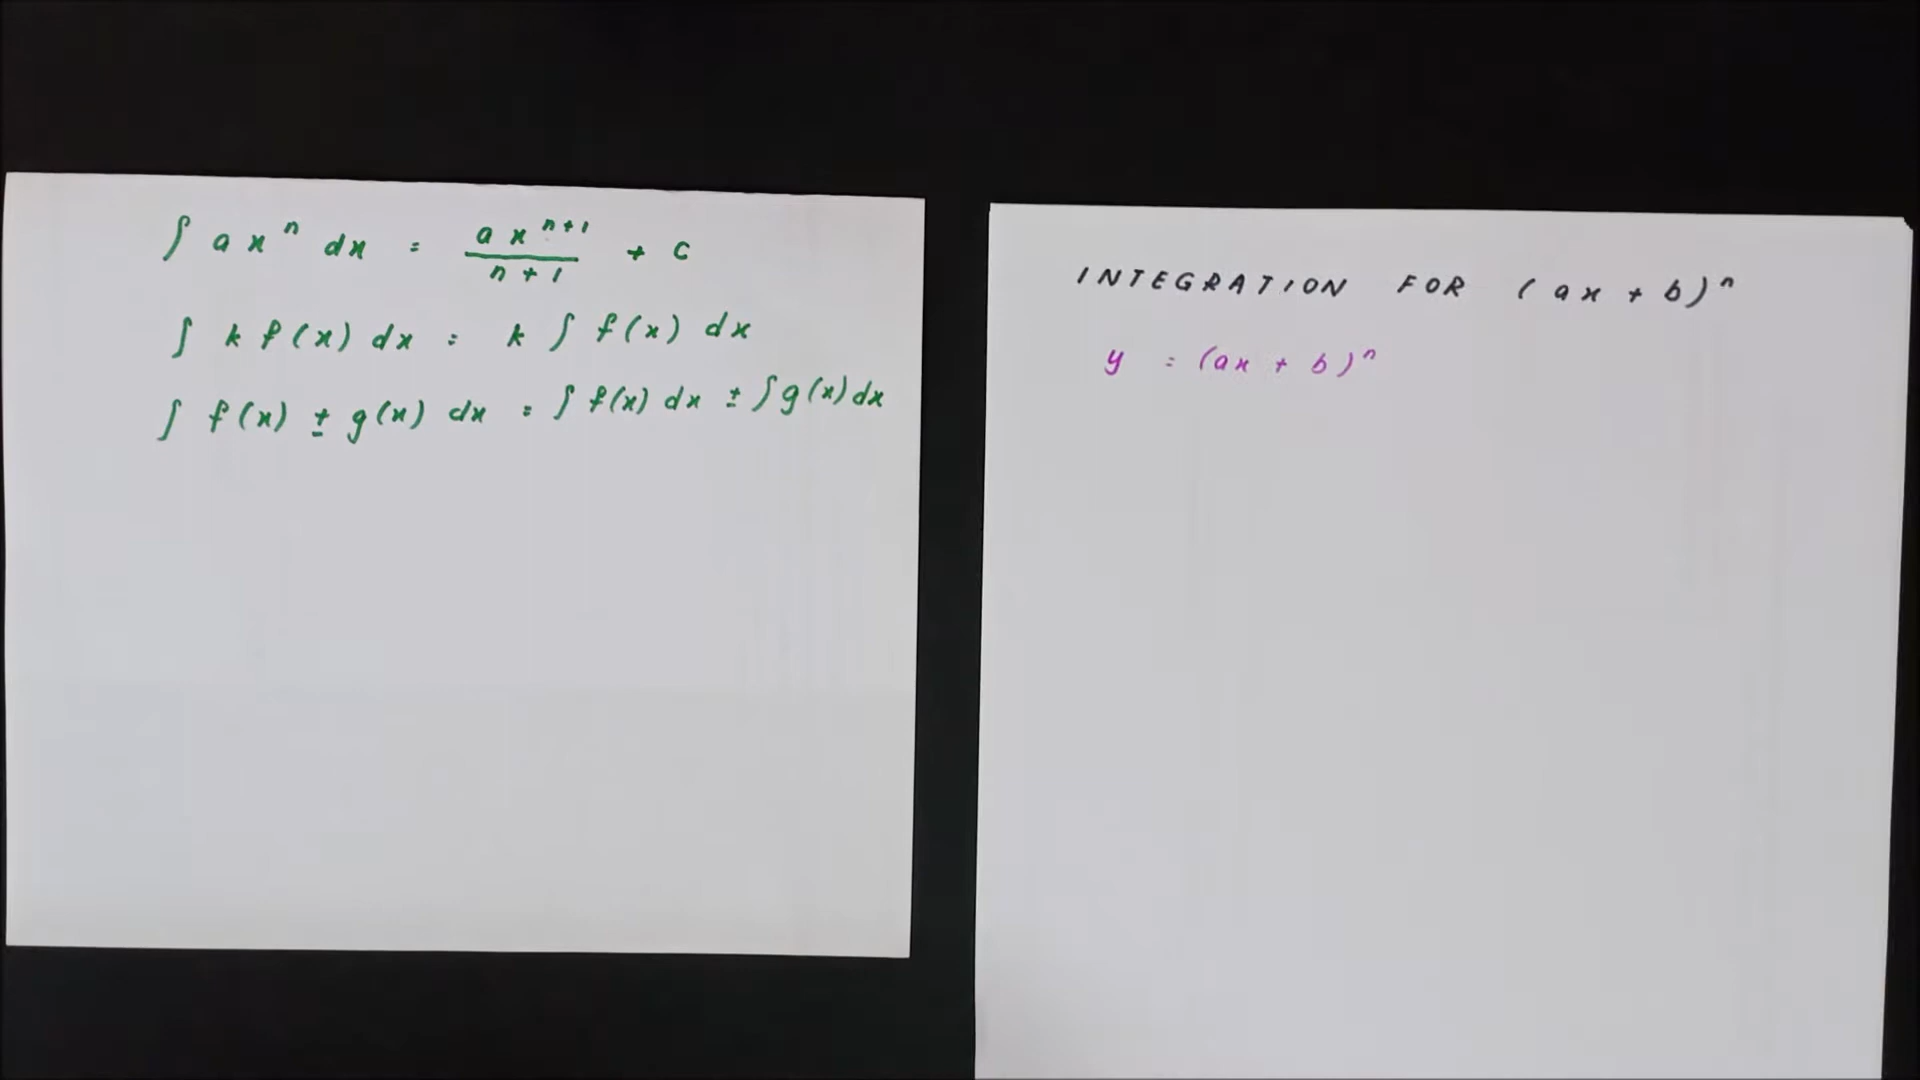 ∫ a xⁿ dx = a xⁿ⁺¹ / n + 1 + c
∫ k f(x) dx = k ∫ f(x) dx
∫ f(x) ± g(x) dx = ∫ f(x) dx ± ∫ g(x) dx
INTEGRATION FOR (ax + b)ⁿ
y = (ax + b)ⁿ